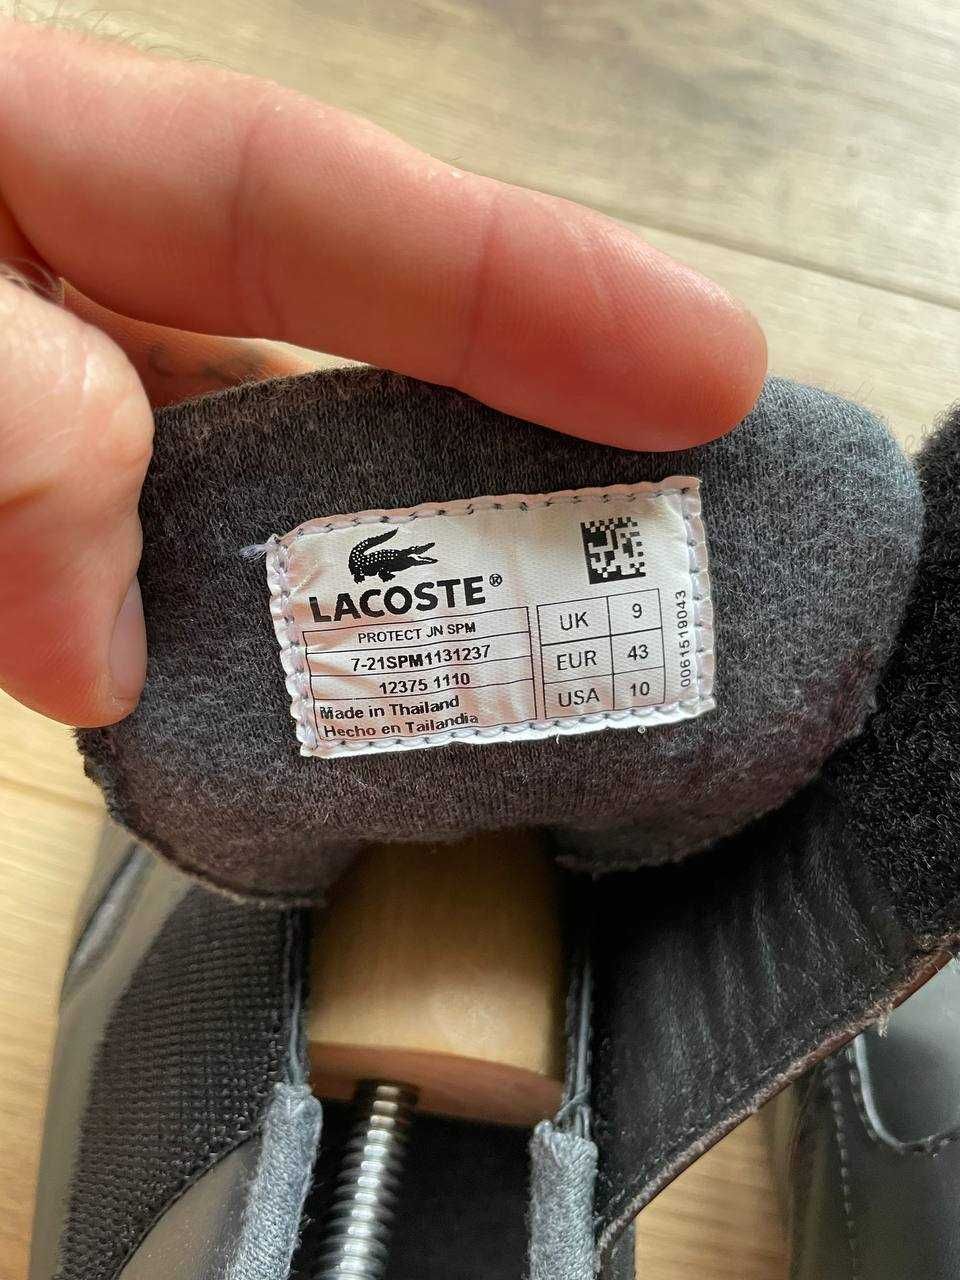 LACOSTE®
PROTECT JN SPM
7-21SPM1131237
12375 1110
Made in Thailand
Hecho en Tailandia
UK 9
EUR 43
USA 10
0061519043